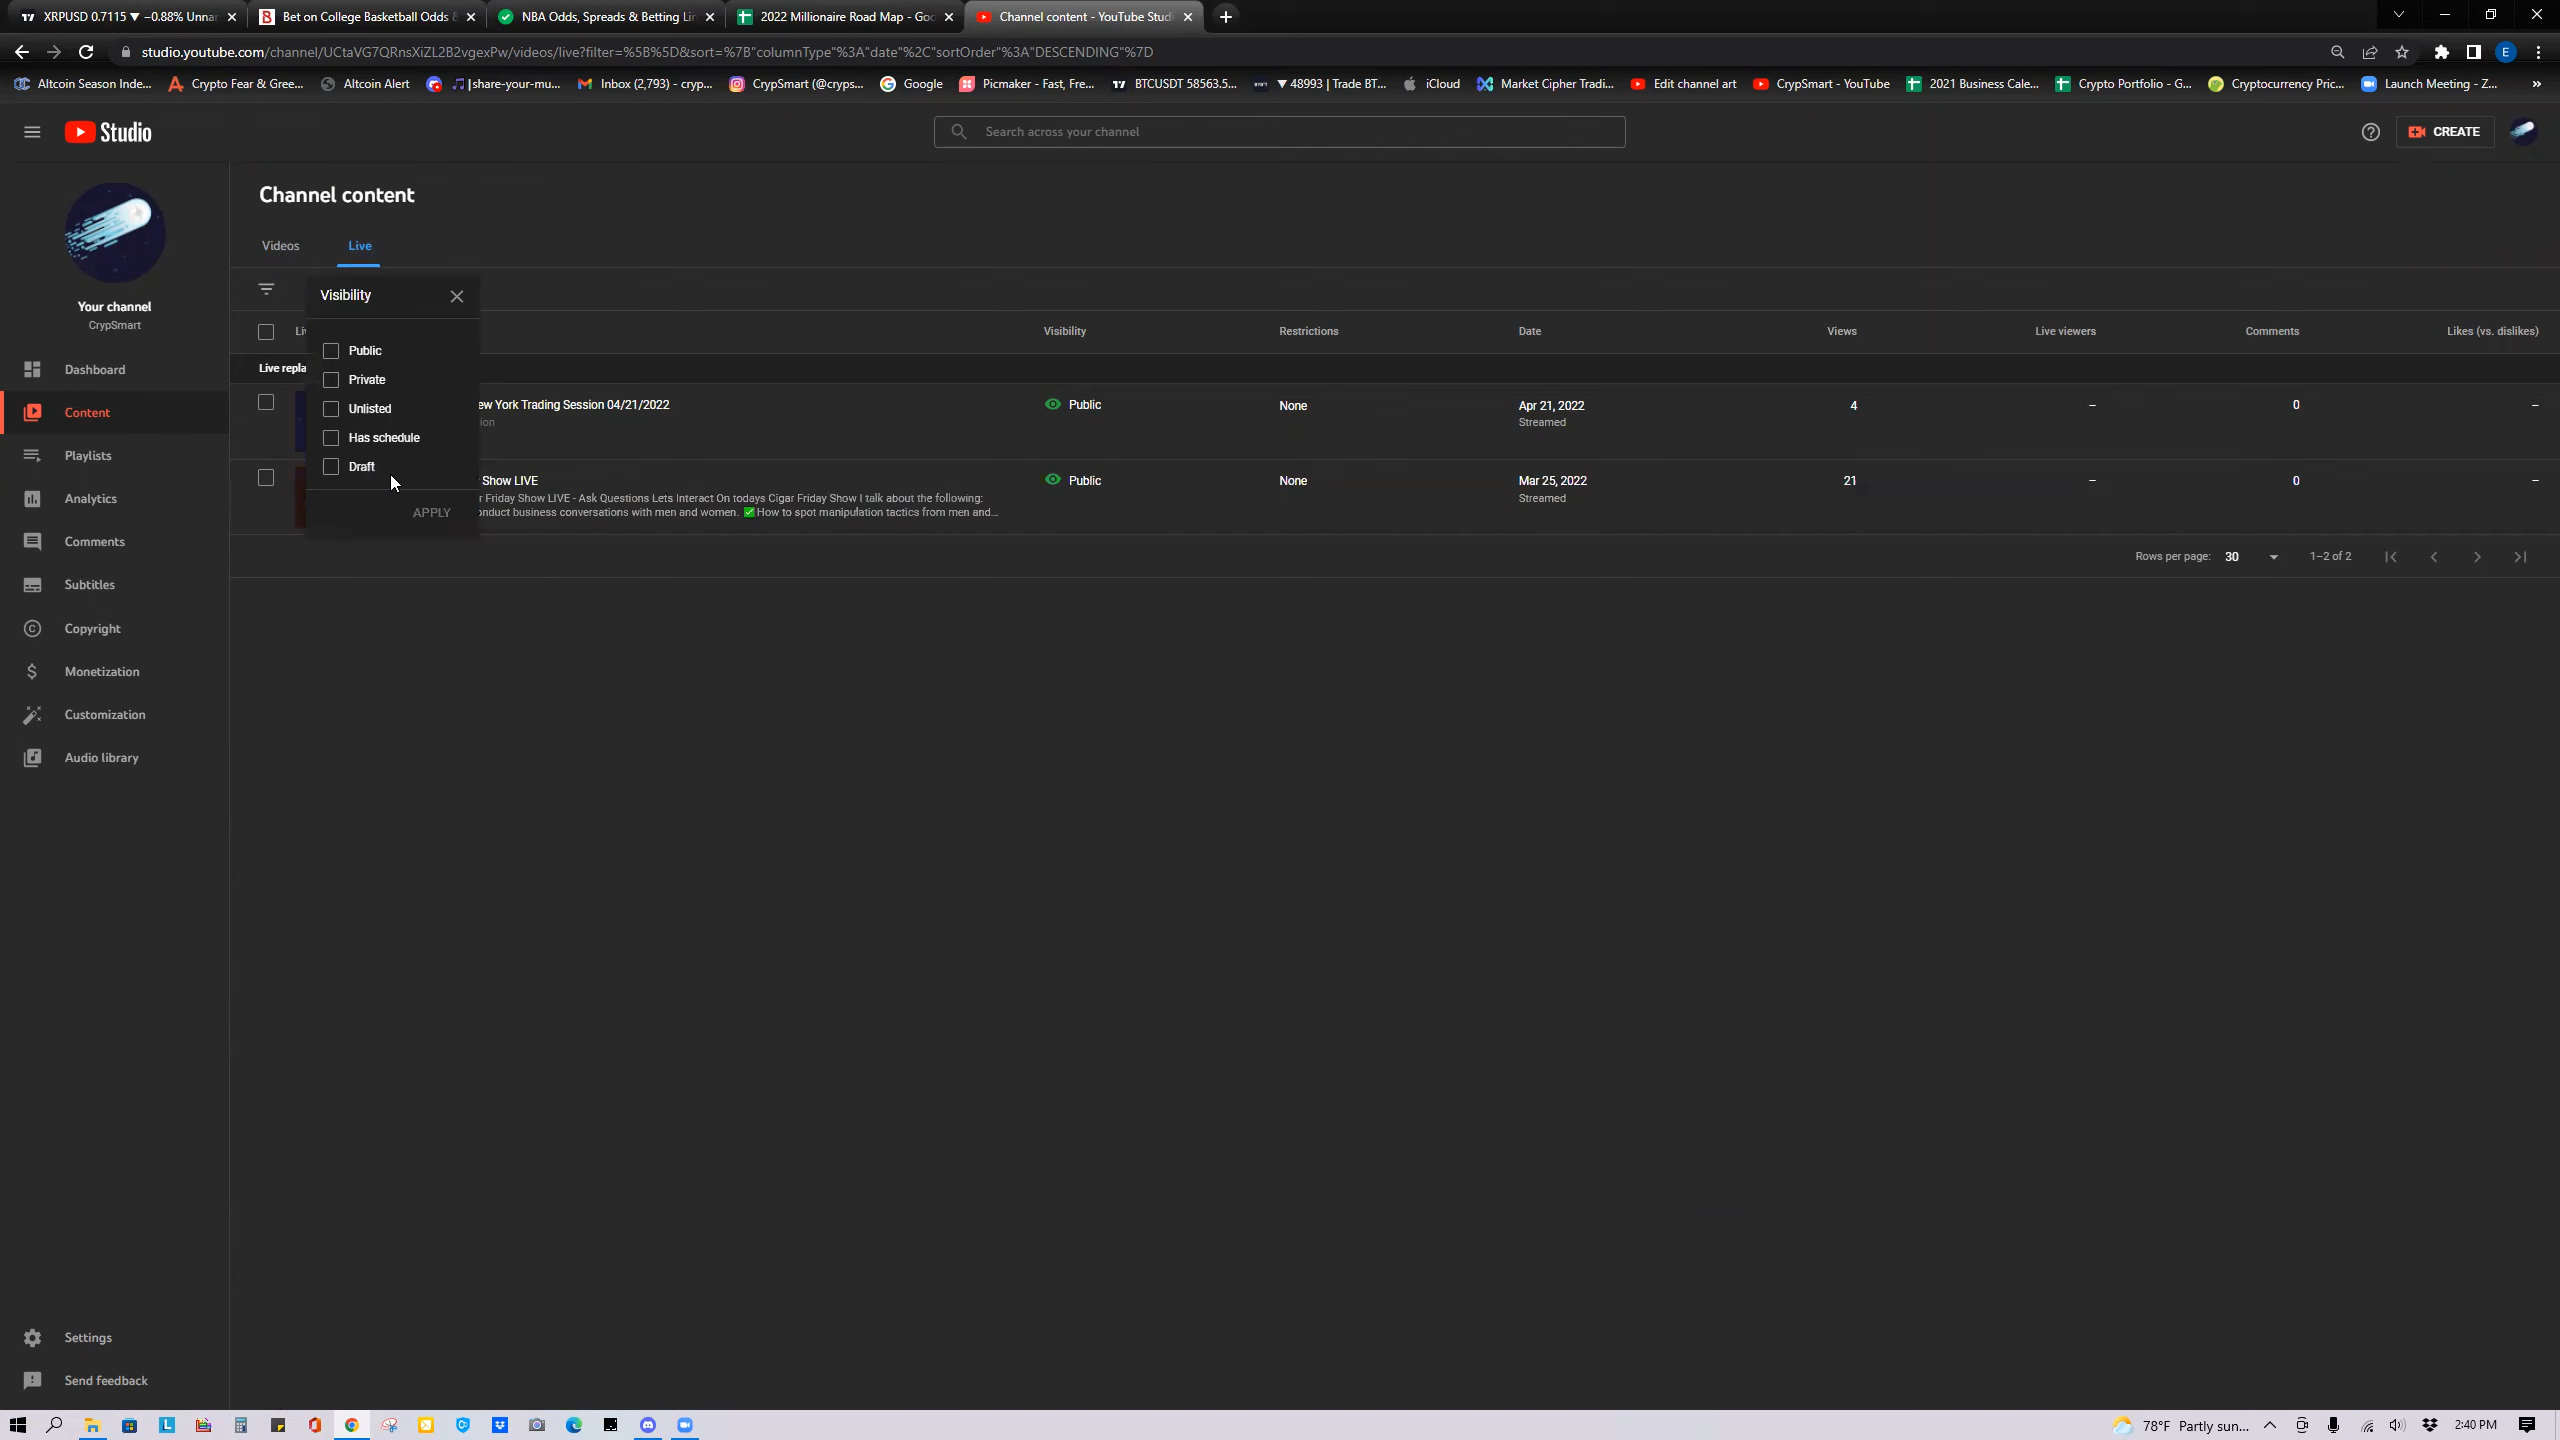 XRPUSD 0.7115 ▼ −0.88% Unnar
Bet on College Basketball Odds &
NBA Odds, Spreads & Betting Lin
2022 Millionaire Road Map - Goo
Channel content - YouTube Studi
studio.youtube.com/channel/UCtaVG7QRnsXiZL2B2vgexPw/videos/live?filter=%5B%5D&sort=%7B"columnType"%3A"date"%2C"sortOrder"%3A"DESCENDING"%7D
E
Altcoin Season Inde...
Crypto Fear & Gree...
Altcoin Alert
|share-your-mu...
Inbox (2,793) - cryp...
CrypSmart (@cryps...
Google
Picmaker - Fast, Fre...
BTCUSDT 58563.5...
▼ 48993 | Trade BT...
iCloud
Market Cipher Tradi...
Edit channel art
CrypSmart - YouTube
2021 Business Cale...
Crypto Portfolio - G...
Cryptocurrency Pric...
Launch Meeting - Z...
»
Studio
Search across your channel
CREATE
Channel content
Videos
Live
Your channel
CrypSmart
Dashboard
Content
Playlists
Analytics
Comments
Subtitles
Copyright
Monetization
Customization
Audio library
Settings
Send feedback
Visibility
Public
Private
Unlisted
Has schedule
Draft
APPLY
Visibility
Restrictions
Date
Views
Live viewers
Comments
Likes (vs. dislikes)
Live repla
ew York Trading Session 04/21/2022
ion
Public
None
Apr 21, 2022
Streamed
4
–
0
–
Show LIVE
r Friday Show LIVE - Ask Questions Lets Interact On todays Cigar Friday Show I talk about the following:
onduct business conversations with men and women. ✅ How to spot manipulation tactics from men and...
Public
None
Mar 25, 2022
Streamed
21
–
0
–
Rows per page: 30
1–2 of 2
78°F Partly sun...
2:40 PM